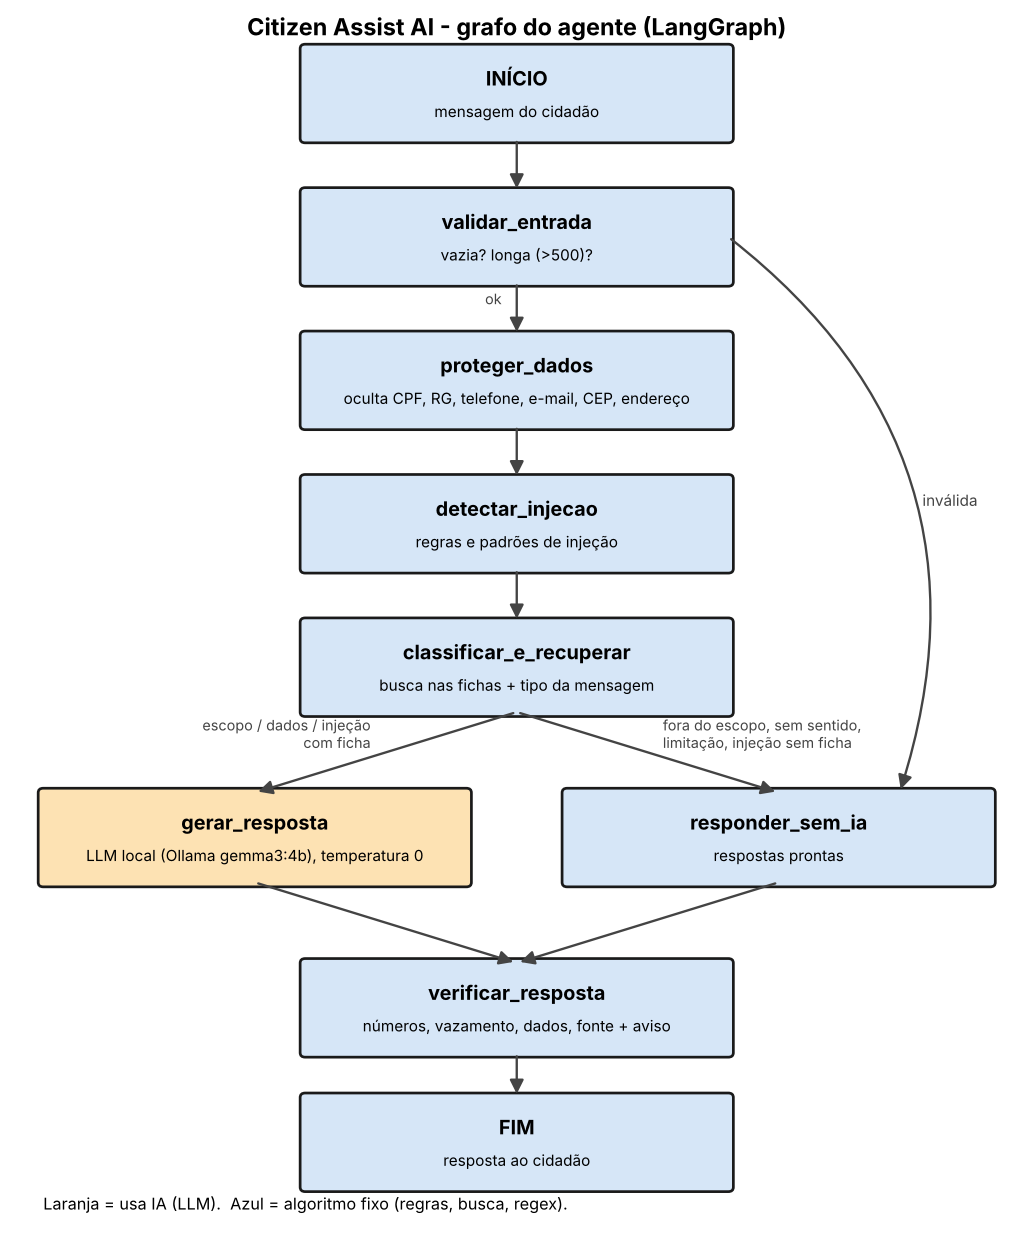 Citizen Assist AI - grafo do agente (LangGraph)
INÍCIO
mensagem do cidadão
validar_entrada
vazia? longa (>500)?
ok
proteger_dados
oculta CPF, RG, telefone, e-mail, CEP, endereço
detectar_injecao
regras e padrões de injeção
inválida
classificar_e_recuperar
busca nas fichas + tipo da mensagem
escopo / dados / injeção
com ficha
fora do escopo, sem sentido,
limitação, injeção sem ficha
gerar_resposta
LLM local (Ollama gemma3:4b), temperatura 0
responder_sem_ia
respostas prontas
verificar_resposta
números, vazamento, dados, fonte + aviso
FIM
resposta ao cidadão
Laranja = usa IA (LLM).  Azul = algoritmo fixo (regras, busca, regex).